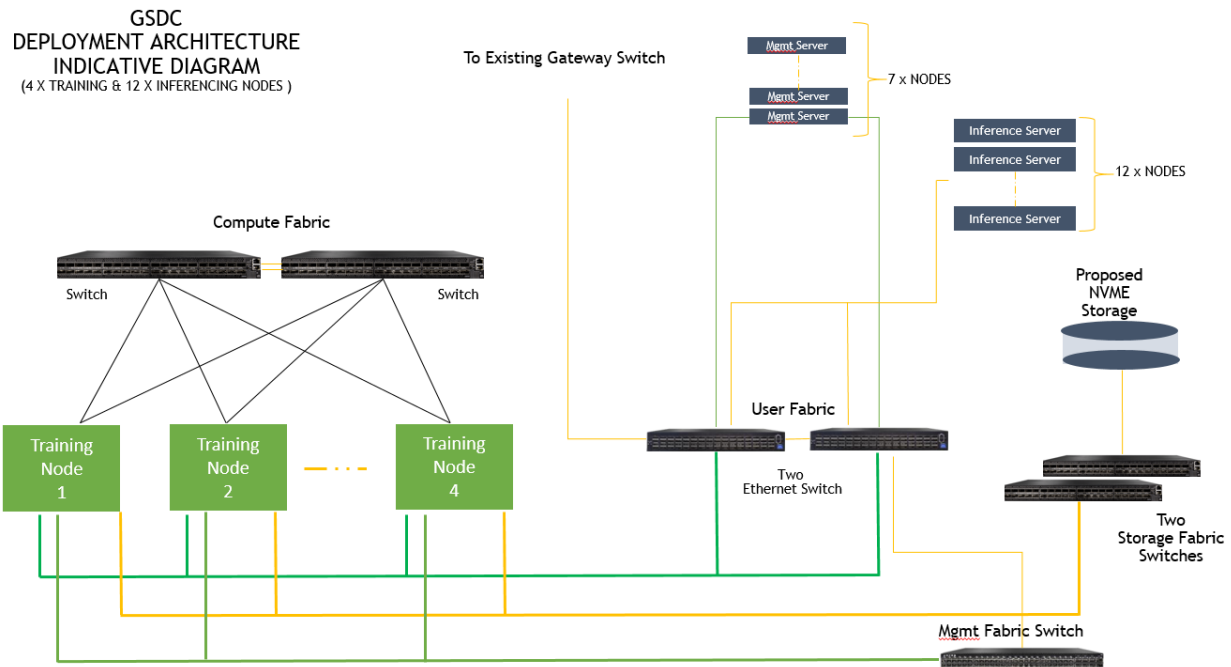 GSDC
DEPLOYMENT ARCHITECTURE
INDICATIVE DIAGRAM
(4 X TRAINING & 12 X INFERENCING NODES )
To Existing Gateway Switch
Mgmt Server
Mgmt Server
Mgmt Server
7 x NODES
Inference Server
Inference Server
Inference Server
12 x NODES
Compute Fabric
Switch
Switch
Proposed
NVME
Storage
User Fabric
Two
Ethernet Switch
Training
Node
1
Training
Node
2
Training
Node
4
Two
Storage Fabric
Switches
Mgmt Fabric Switch